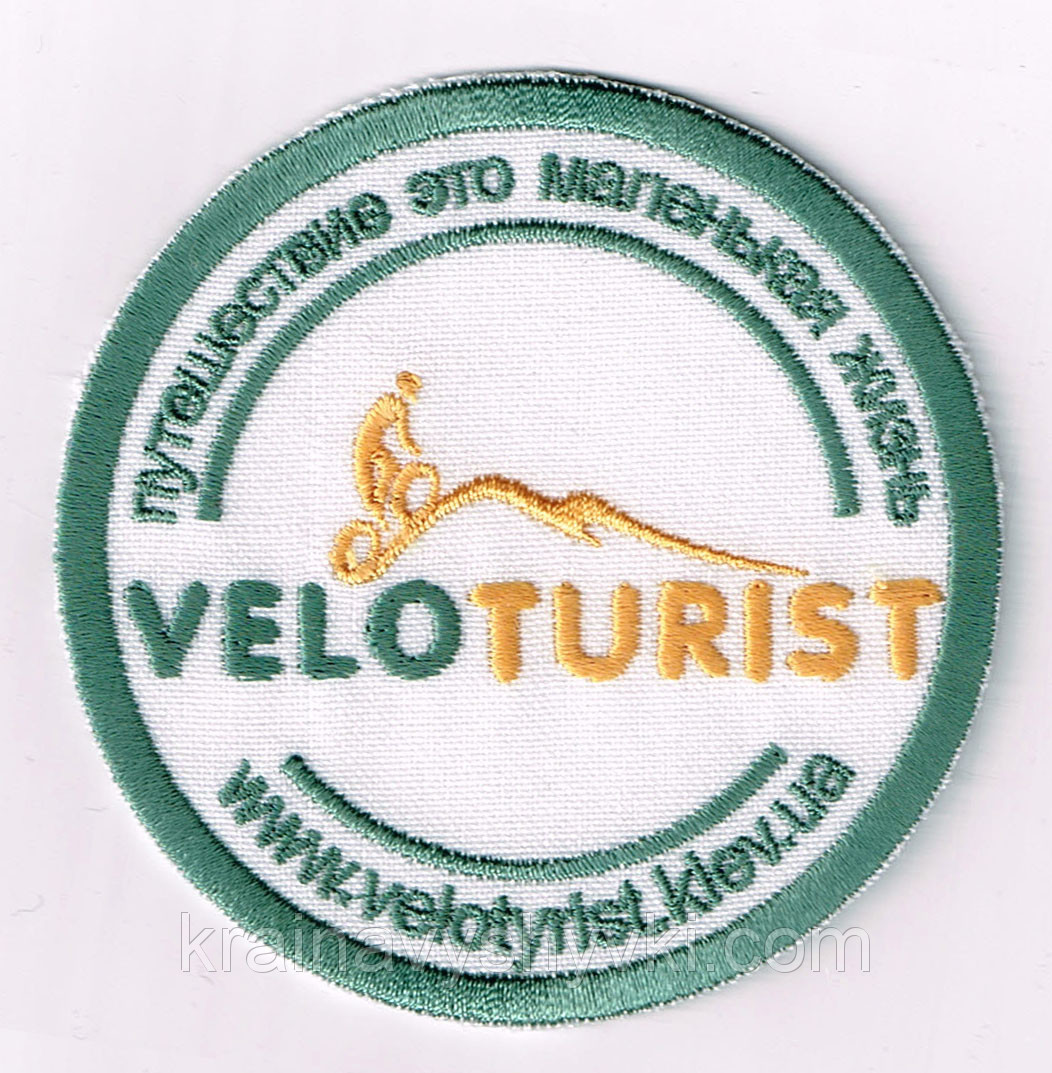 путешествие это маленькая жизнь
VELOTURIST
www.velotyrist.kiev.ua
krainavyshyvki.com